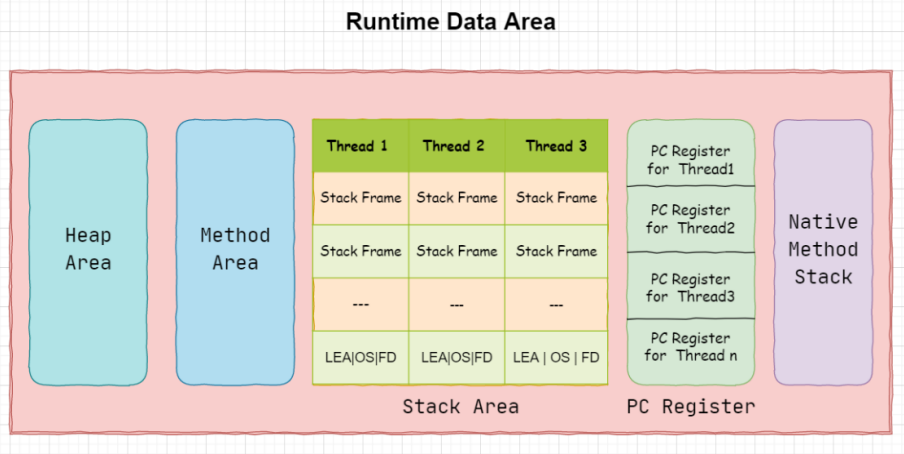 Runtime Data Area
Heap
Area
Method
Area
Thread 1 Thread 2 Thread 3
Stack Frame Stack Frame Stack Frame
Stack Frame Stack Frame Stack Frame
--- --- ---
LEA|OS|FD LEA|OS|FD LEA | OS | FD
Stack Area
PC Register
for Thread1
PC Register
for Thread2
PC Register
for Thread3
PC Register
for Thread n
PC Register
Native
Method
Stack